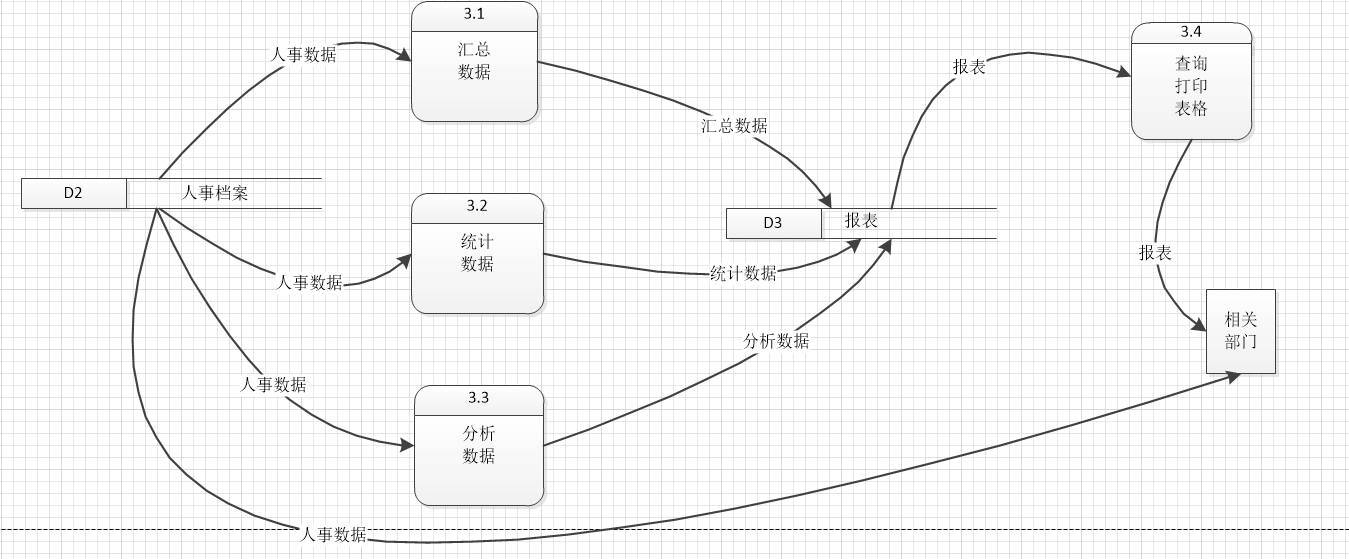 3.1
汇总
数据
人事数据
3.4
查询
打印
表格
报表
汇总数据
D2
人事档案
3.2
统计
数据
D3
报表
人事数据
统计数据
报表
相关
部门
分析数据
人事数据
3.3
分析
数据
人事数据